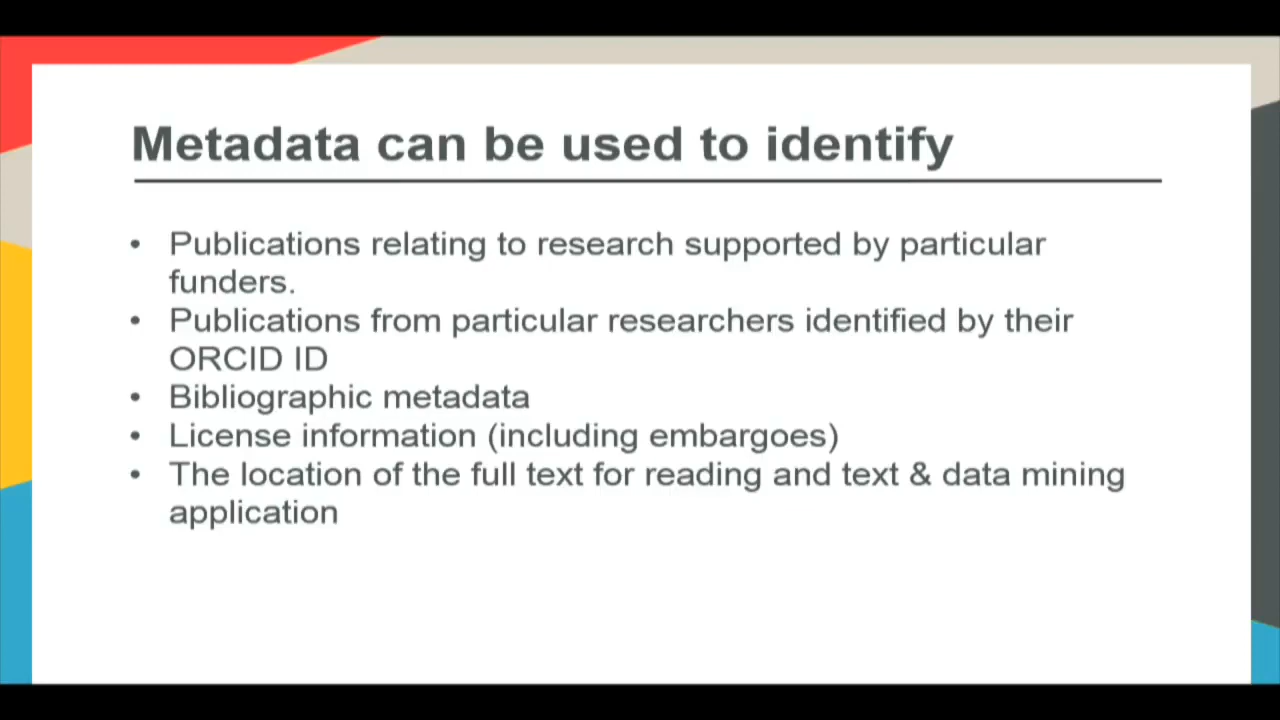 Metadata can be used to identify
• Publications relating to research supported by particular
funders.
• Publications from particular researchers identified by their
ORCID ID
• Bibliographic metadata
• License information (including embargoes)
• The location of the full text for reading and text & data mining
application